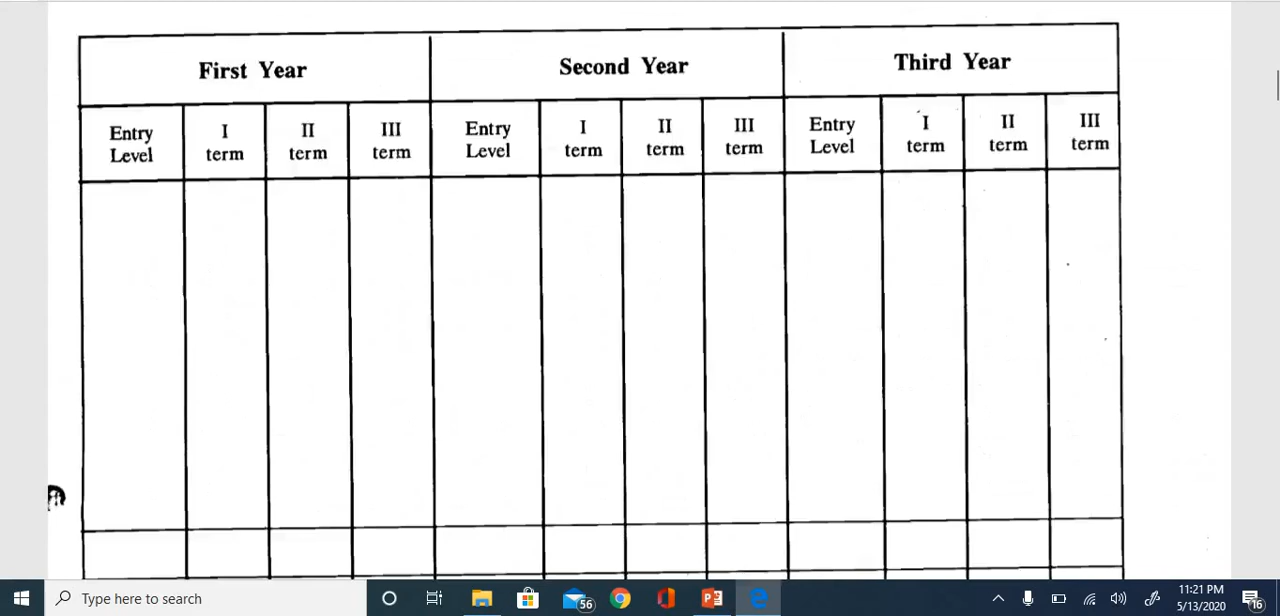 First Year Second Year Third Year
Entry Level I term II term III term Entry Level I term II term III term Entry Level I term II term III term
Type here to search
56
11:21 PM
5/13/2020
16